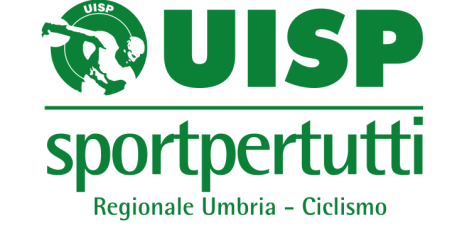 UISP
UISP
sportpertutti
Regionale Umbria - Ciclismo